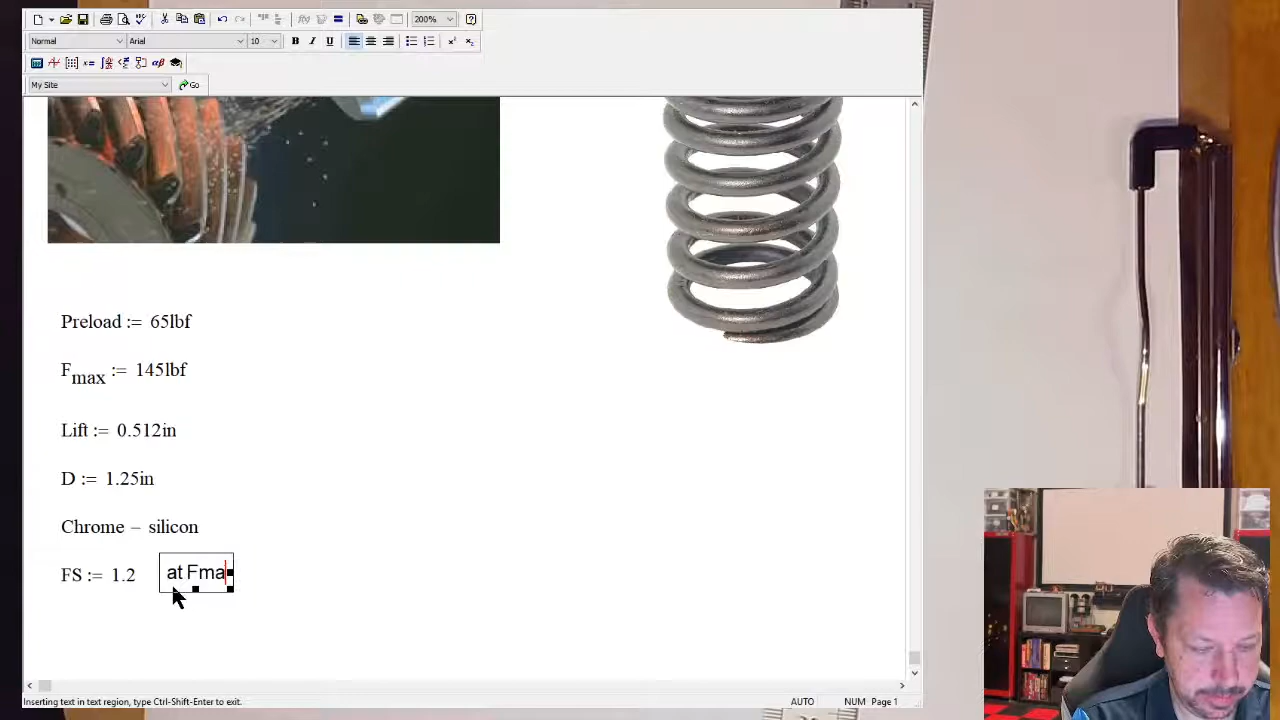 200%
Normal Arial 10 B I U
My Site Go
Preload := 65lbf
Fmax := 145lbf
Lift := 0.512in
D := 1.25in
Chrome − silicon
FS := 1.2 at Fma
Inserting text in text region, type Ctrl-Shift-Enter to exit. AUTO NUM Page 1